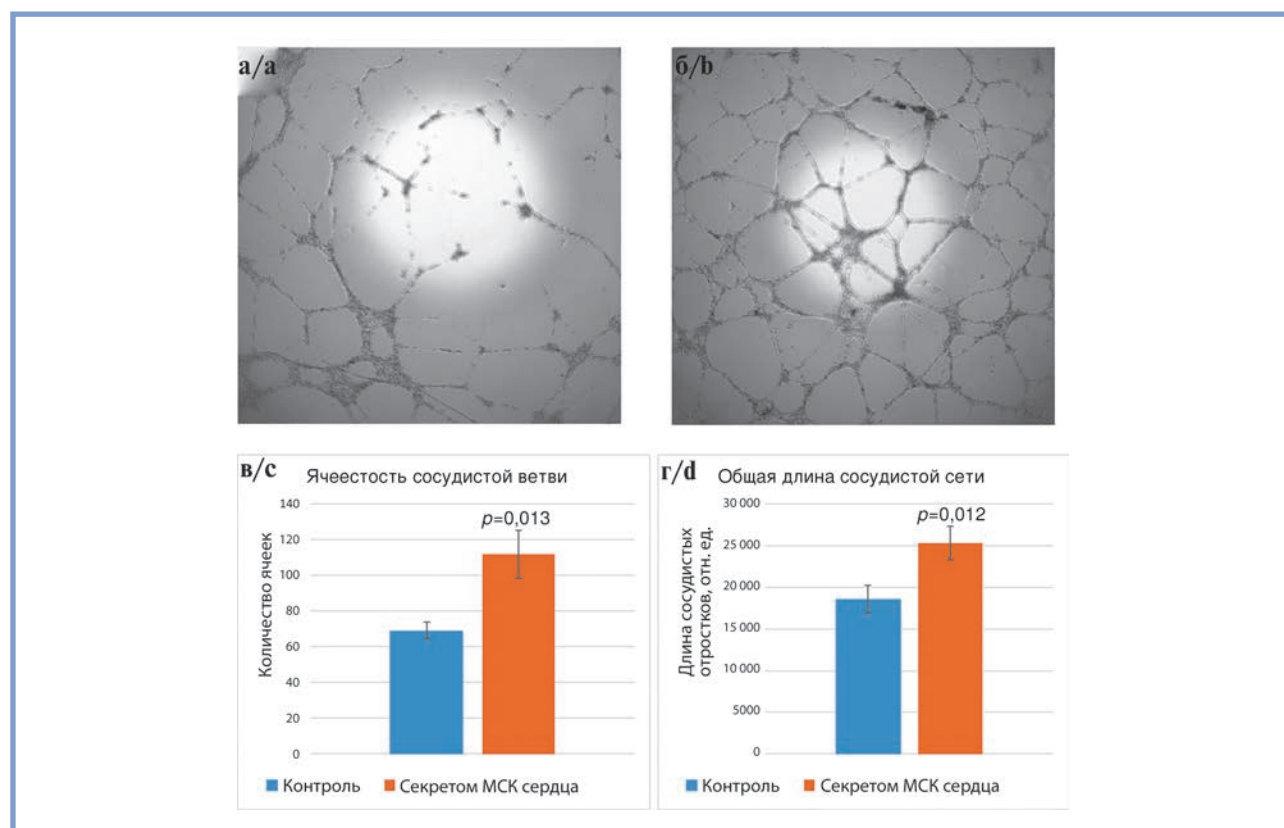 а/a
б/b
в/c
Ячеестость сосудистой ветви
Количество ячеек
140
120
100
80
60
40
20
0
p=0,013
Контроль
Секретом МСК сердца
г/d
Общая длина сосудистой сети
Длина сосудистых
отростков, отн. ед.
30 000
25 000
20 000
15 000
10 000
5000
0
p=0,012
Контроль
Секретом МСК сердца